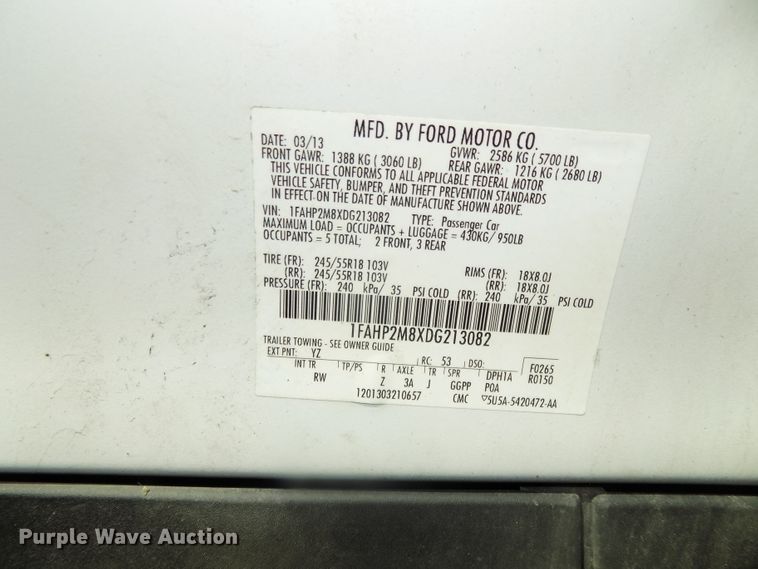 MFD. BY FORD MOTOR CO.
DATE: 03/13 GVWR: 2586 KG ( 5700 LB)
FRONT GAWR: 1388 KG ( 3060 LB) REAR GAWR: 1216 KG ( 2680 LB)
THIS VEHICLE CONFORMS TO ALL APPLICABLE FEDERAL MOTOR
VEHICLE SAFETY, BUMPER, AND THEFT PREVENTION STANDARDS
IN EFFECT ON THE DATE OF MANUFACTURE SHOWN ABOVE.
VIN: 1FAHP2M8XDG213082 TYPE: Passenger Car
MAXIMUM LOAD = OCCUPANTS + LUGGAGE = 430KG/ 950LB
OCCUPANTS = 5 TOTAL; 2 FRONT, 3 REAR
TIRE (FR): 245/55R18 103V RIMS (FR): 18X8.0J
(RR): 245/55R18 103V (RR): 18X8.0J
PRESSURE (FR): 240 kPa/ 35 PSI COLD (RR): 240 kPa/ 35 PSI COLD
1FAHP2M8XDG213082
TRAILER TOWING - SEE OWNER GUIDE
EXT PNT: YZ RC: 53 DSO: F0265
INT TR TP/PS R AXLE TR SPR DPH1A R0150
RW Z 3A J GGPP P0A
1201303210657 CMC ▽5U5A-5420472-AA
Purple Wave Auction